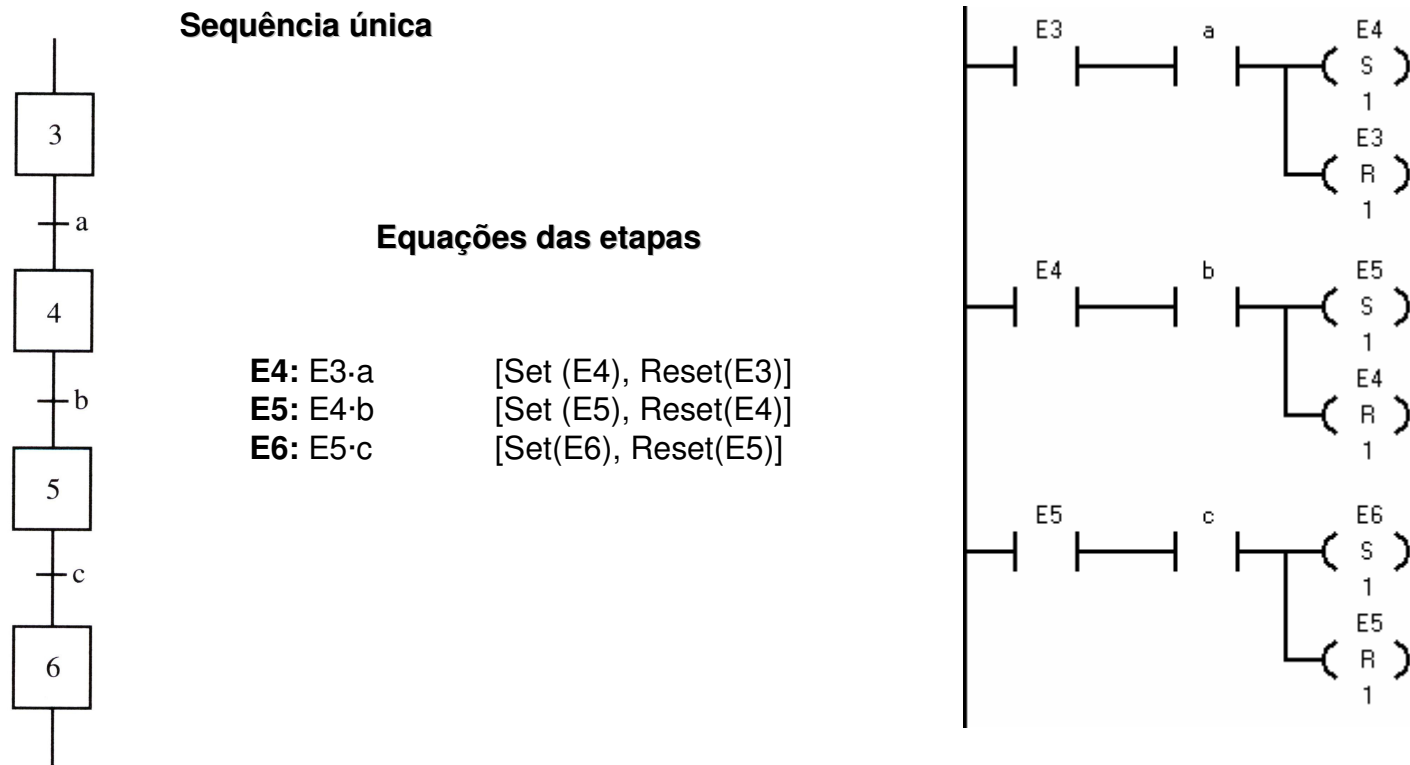 Sequência única
3
a
4
b
5
c
6
Equações das etapas
E4: E3·a [Set (E4), Reset(E3)]
E5: E4·b [Set (E5), Reset(E4)]
E6: E5·c [Set(E6), Reset(E5)]
E3 a E4
S
1
E3
R
1
E4 b E5
S
1
E4
R
1
E5 c E6
S
1
E5
R
1